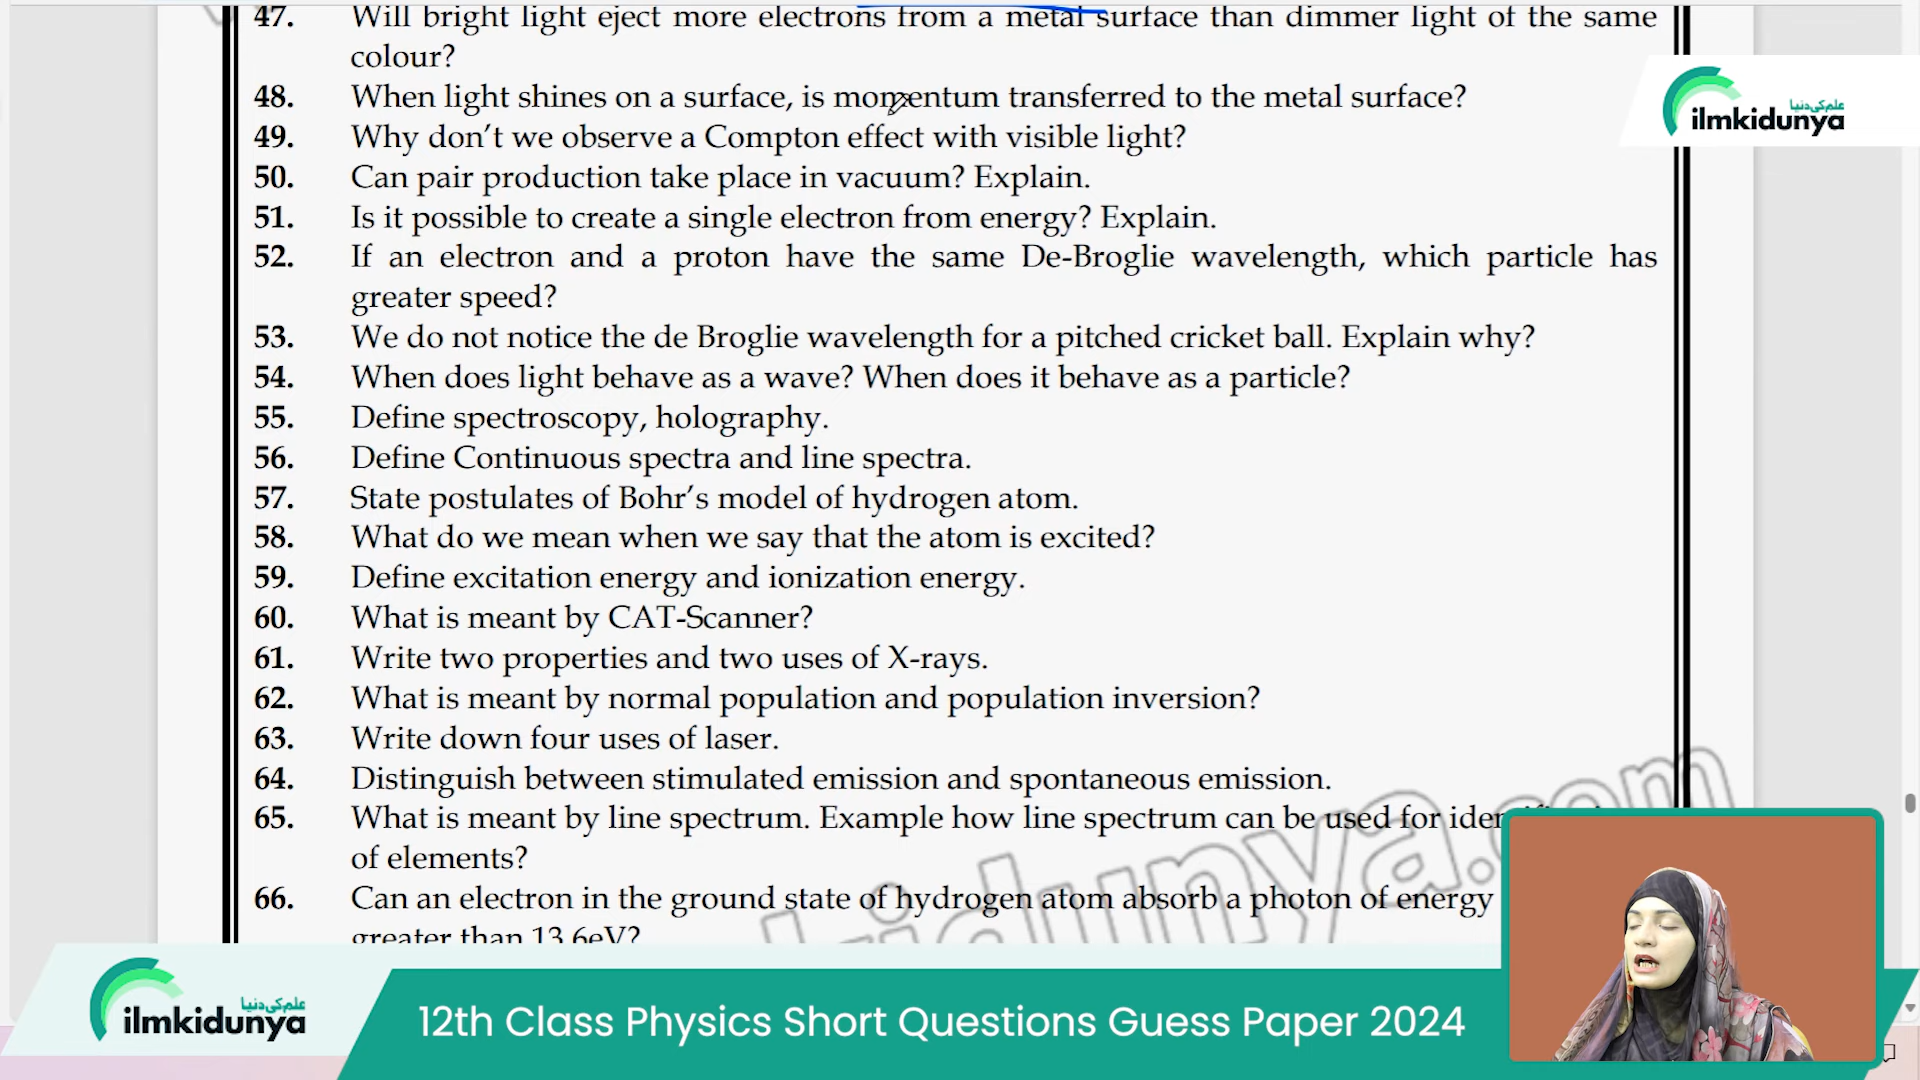 47. Will bright light eject more electrons from a metal surface than dimmer light of the same
colour?
48. When light shines on a surface, is momentum transferred to the metal surface?
49. Why don't we observe a Compton effect with visible light?
50. Can pair production take place in vacuum? Explain.
51. Is it possible to create a single electron from energy? Explain.
52. If an electron and a proton have the same De-Broglie wavelength, which particle has
greater speed?
53. We do not notice the de Broglie wavelength for a pitched cricket ball. Explain why?
54. When does light behave as a wave? When does it behave as a particle?
55. Define spectroscopy, holography.
56. Define Continuous spectra and line spectra.
57. State postulates of Bohr's model of hydrogen atom.
58. What do we mean when we say that the atom is excited?
59. Define excitation energy and ionization energy.
60. What is meant by CAT-Scanner?
61. Write two properties and two uses of X-rays.
62. What is meant by normal population and population inversion?
63. Write down four uses of laser.
64. Distinguish between stimulated emission and spontaneous emission.
65. What is meant by line spectrum. Example how line spectrum can be used for
of elements?
66. Can an electron in the ground state of hydrogen atom absorb a photon of energy
greater than 13.6eV?
علم کی دنیا
ilmkidunya
kidunya.com
علم کی دنیا
ilmkidunya
12th Class Physics Short Questions Guess Paper 2024